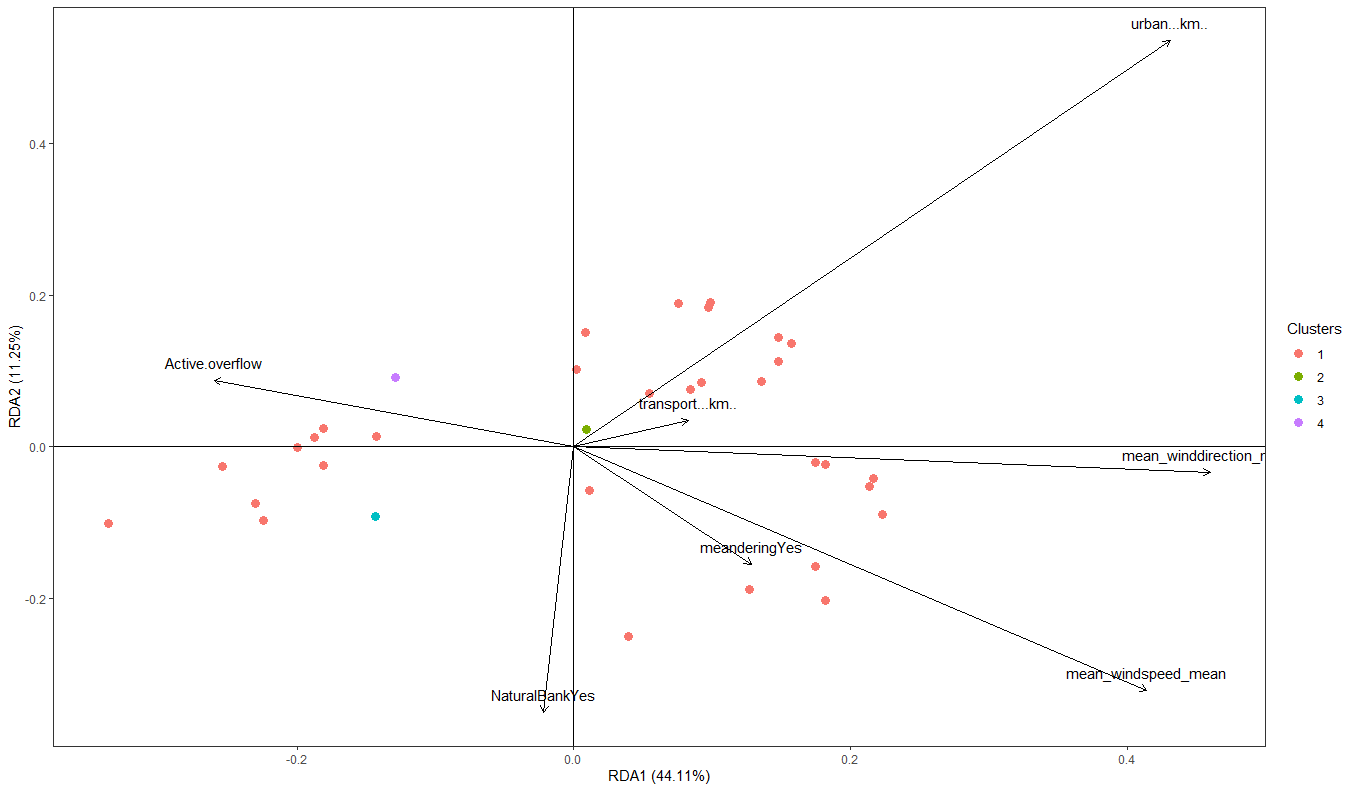 urban...km..
0.4
0.2
Active.overflow
transport...km..
0.0
mean_winddirection_r
meanderingYes
-0.2
mean_windspeed_mean
NaturalBankYes
-0.2
0.0
0.2
0.4
RDA1 (44.11%)
RDA2 (11.25%)
Clusters
1
2
3
4